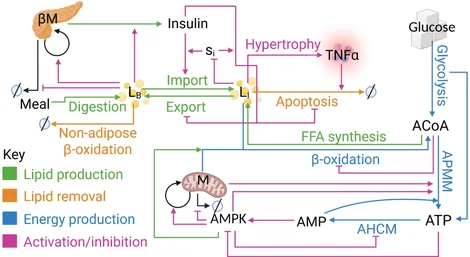 βM
Insulin
Glucose
Hypertrophy
TNFα
Si
Import
LB
Li
∅
∅
Meal
Digestion
Export
Apoptosis
∅
Glycolysis
Non-adipose
β-oxidation
FFA synthesis
ACoA
β-oxidation
APMM
Key
Lipid production
Lipid removal
Energy production
Activation/inhibition
M
∅
AMPK
AMP
ATP
AHCM